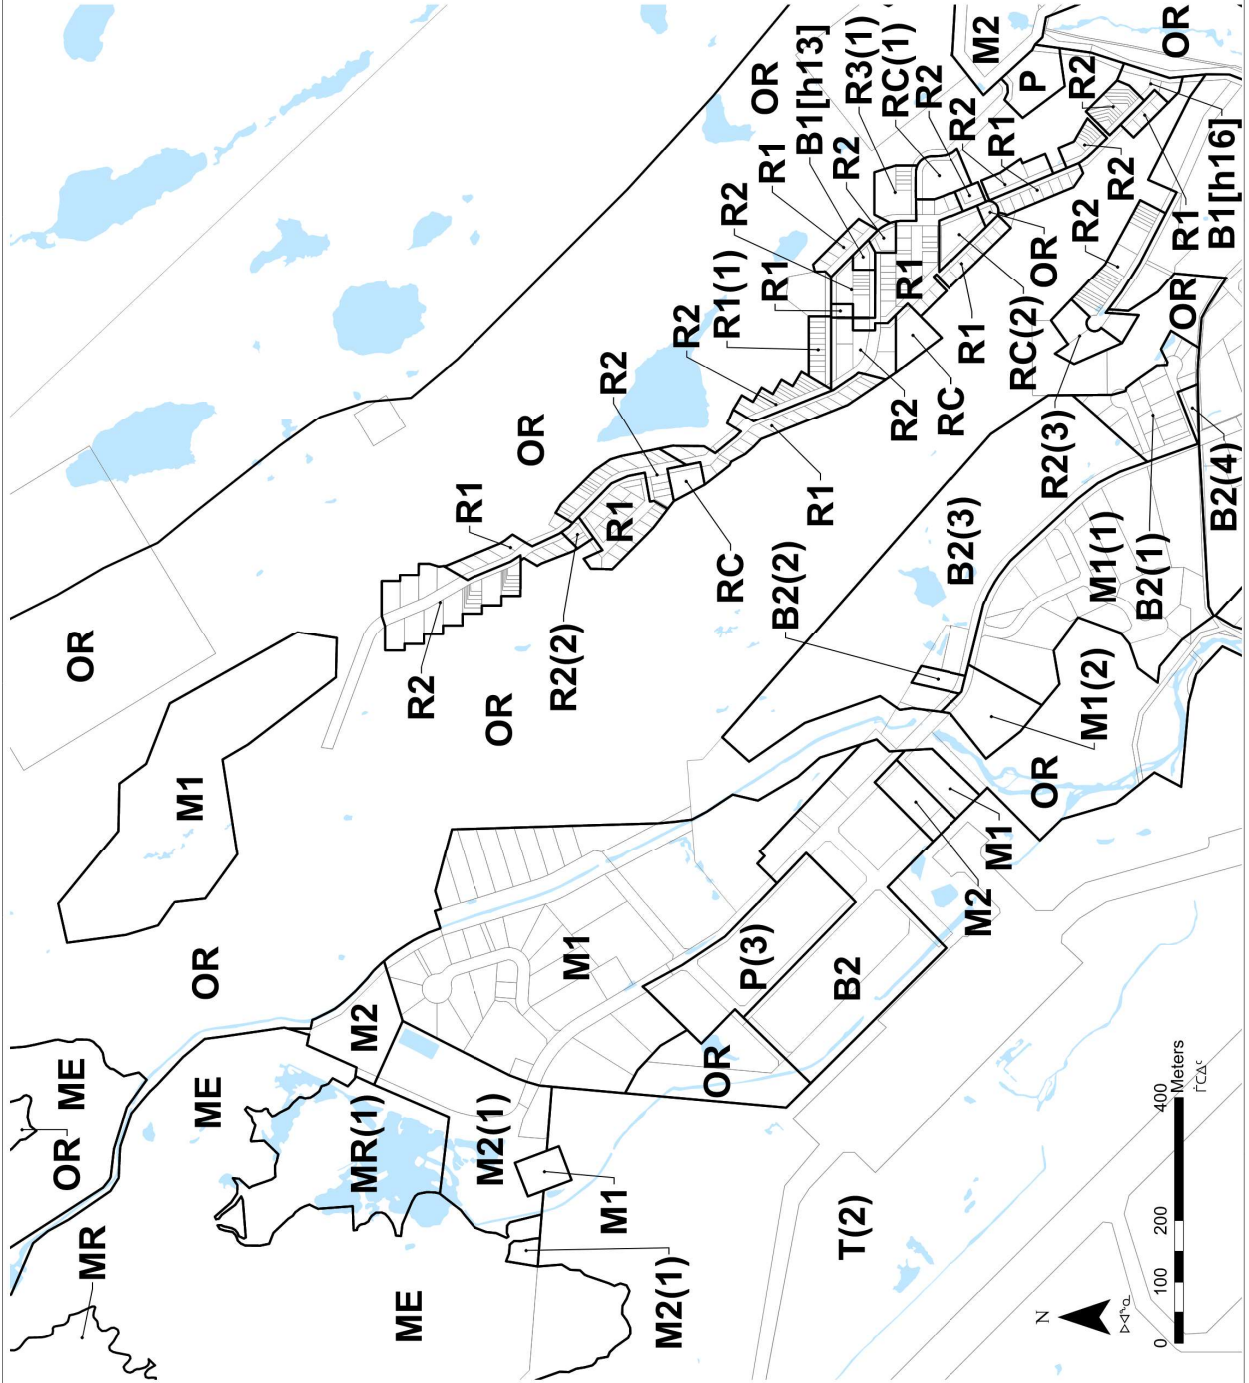 MR
OR
ME
OR
ME
OR
M1
MR(1)
M2
ME
R2
R1
M2(1)
OR
OR
R2(2)
M1
M1
R1
R2
M2(1)
R2
OR
RC
R1(1)
R2
P(3)
OR
R1
R1
B2(2)
B1[h13]
R1
R2
B2
T(2)
R3(1)
RC(1)
R2
R1
R2
RC
B2(3)
R2
R1
M2
M2
R1
M1
RC(2)
P
OR
OR
R2(3)
R2
R2
M1(2)
M1(1)
R2
B2(1)
OR
OR
R1
B1[h16]
B2(4)
N
ᐅᐊᖕᓇ
0 100 200 400
Meters
ᒦᑕᐃᑦ